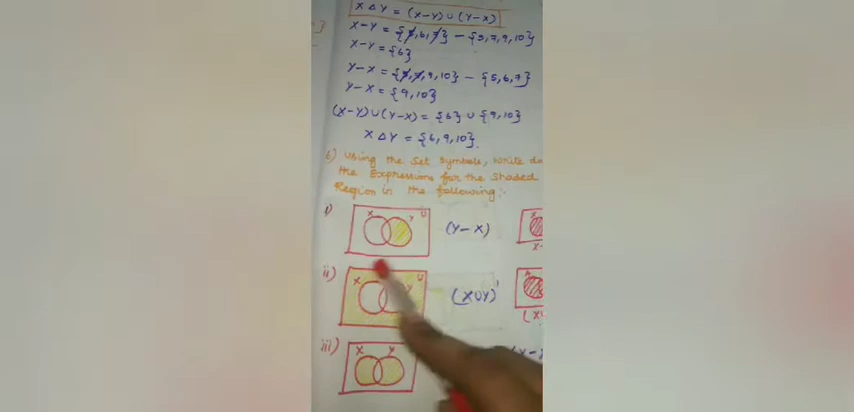 X Δ Y = (X-Y) ∪ (Y-X)
X-Y = {5,6,7} - {5,7,9,10}
X-Y = {6}
Y-X = {5,7,9,10} - {5,6,7}
Y-X = {9,10}
(X-Y) ∪ (Y-X) = {6} ∪ {9,10}
X Δ Y = {6,9,10}.
6) Using the Set symbols, Write do
the Expressions for the Shaded
Region in the following:-
i) X Y U (Y-X) X
ii) X Y U (X∪Y)'
iii) X Y